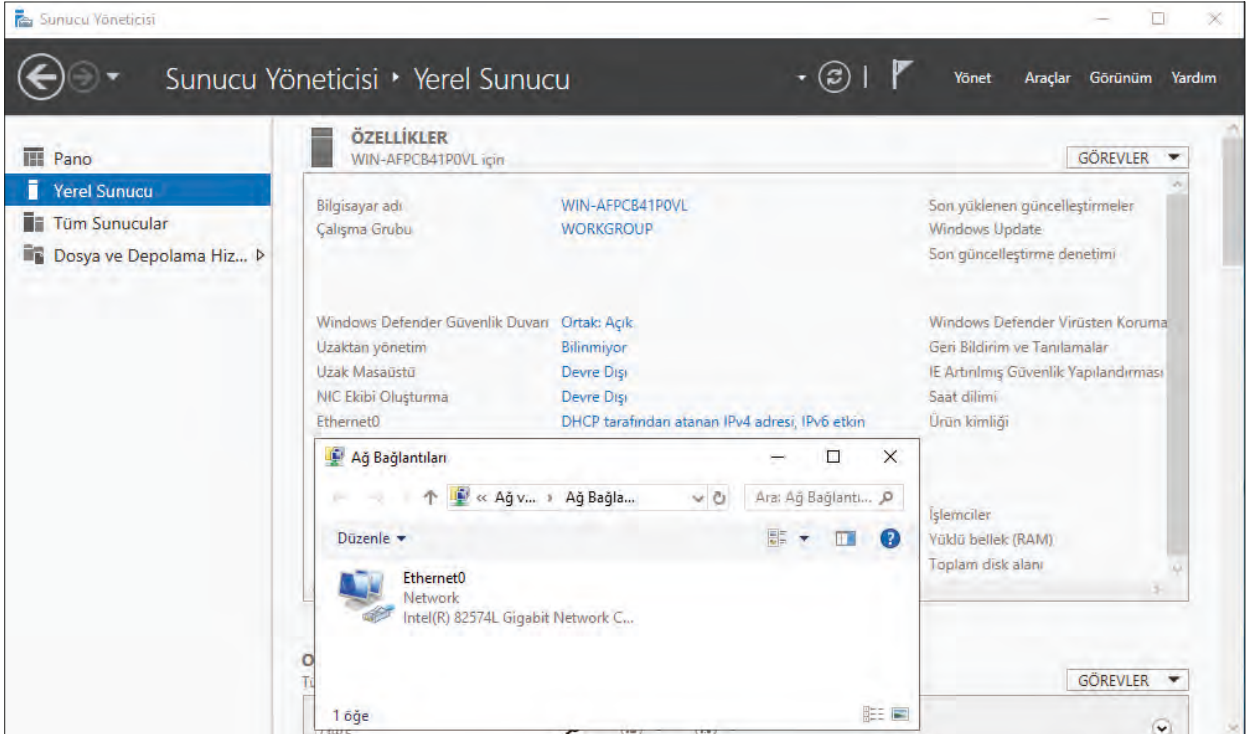 Sunucu Yöneticisi
Sunucu Yöneticisi ‣ Yerel Sunucu
Yönet Araçlar Görünüm Yardım
Pano
Yerel Sunucu
Tüm Sunucular
Dosya ve Depolama Hiz...
ÖZELLİKLER
WIN-AFPCB41P0VL için
GÖREVLER
Bilgisayar adı WIN-AFPCB41P0VL Son yüklenen güncelleştirmeler
Çalışma Grubu WORKGROUP Windows Update
Son güncelleştirme denetimi
Windows Defender Güvenlik Duvarı Ortak: Açık Windows Defender Virüsten Koruma
Uzaktan yönetim Bilinmiyor Geri Bildirim ve Tanılamalar
Uzak Masaüstü Devre Dışı IE Artırılmış Güvenlik Yapılandırması
NIC Ekibi Oluşturma Devre Dışı Saat dilimi
Ethernet0 DHCP tarafından atanan IPv4 adresi, IPv6 etkin Ürün kimliği
İşlemciler
Yüklü bellek (RAM)
Toplam disk alanı
Ağ Bağlantıları
« Ağ v... › Ağ Bağla... Ara: Ağ Bağlantı...
Düzenle
Ethernet0
Network
Intel(R) 82574L Gigabit Network C...
1 öğe
GÖREVLER